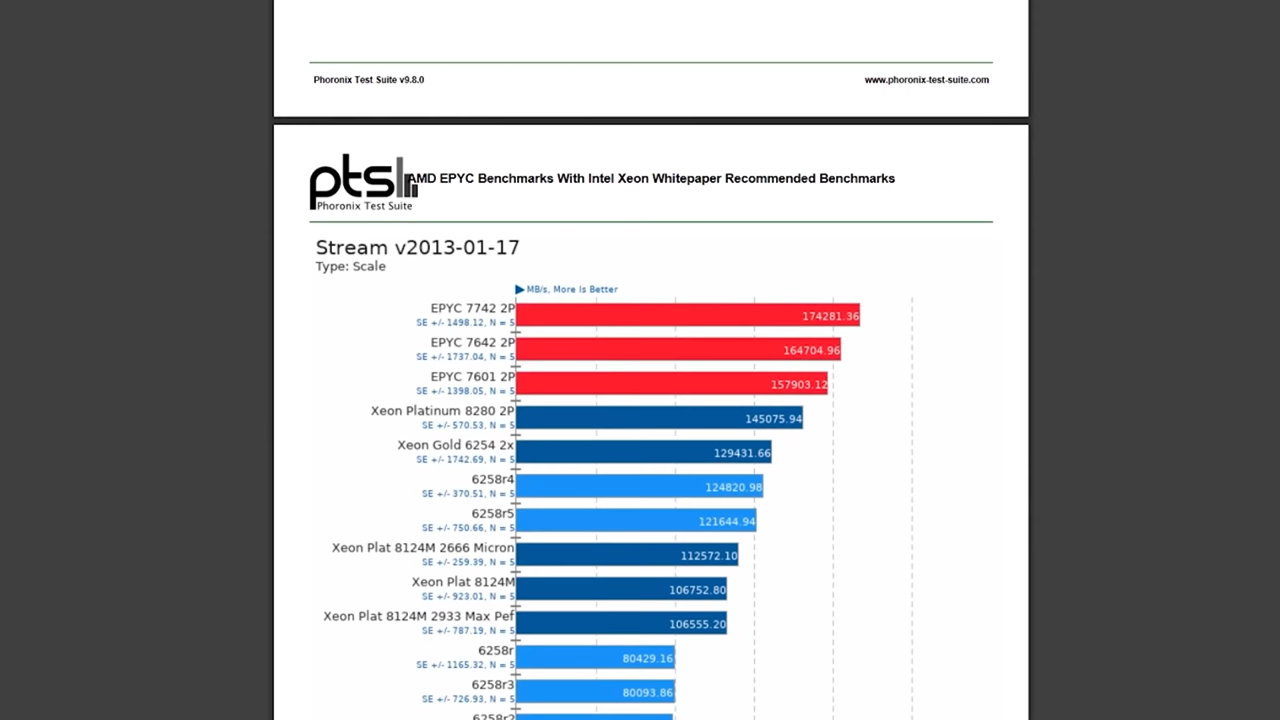 Phoronix Test Suite v9.8.0
www.phoronix-test-suite.com
pts
Phoronix Test Suite
AMD EPYC Benchmarks With Intel Xeon Whitepaper Recommended Benchmarks
Stream v2013-01-17
Type: Scale
MB/s, More Is Better
EPYC 7742 2P
SE +/- 1498.12, N = 5
174281.36
EPYC 7642 2P
SE +/- 1737.04, N = 5
164704.96
EPYC 7601 2P
SE +/- 1398.05, N = 5
157903.12
Xeon Platinum 8280 2P
SE +/- 570.53, N = 5
145075.94
Xeon Gold 6254 2x
SE +/- 1742.69, N = 5
129431.66
6258r4
SE +/- 370.51, N = 5
124820.98
6258r5
SE +/- 750.66, N = 5
121644.94
Xeon Plat 8124M 2666 Micron
SE +/- 259.39, N = 5
112572.10
Xeon Plat 8124M
SE +/- 923.01, N = 5
106752.80
Xeon Plat 8124M 2933 Max Pef
SE +/- 787.19, N = 5
106555.20
6258r
SE +/- 1165.32, N = 5
80429.16
6258r3
SE +/- 726.93, N = 5
80093.86
6258r2